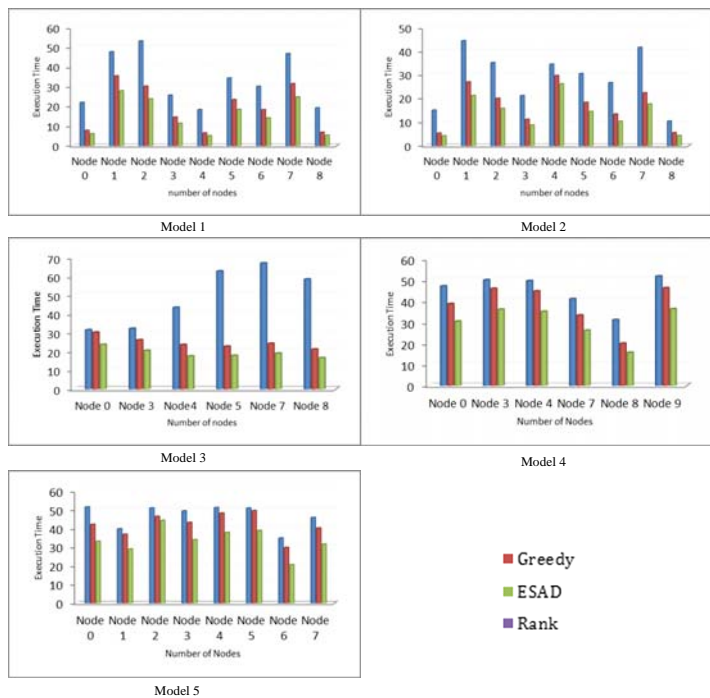 60
50
40
30
20
10
0
Execution Time
Node 0
Node 1
Node 2
Node 3
Node 4
Node 5
Node 6
Node 7
Node 8
number of nodes
Model 1
50
40
30
20
10
0
Execution Time
Node 0
Node 1
Node 2
Node 3
Node 4
Node 5
Node 6
Node 7
Node 8
number of nodes
Model 2
70
60
50
40
30
20
10
0
Execution Time
Node 0
Node 3
Node4
Node 5
Node 7
Node 8
Number of nodes
Model 3
60
50
40
30
20
10
0
Execution Time
Node 0
Node 3
Node 4
Node 7
Node 8
Node 9
Number of Nodes
Model 4
60
50
40
30
20
10
0
Execution Time
Node 0
Node 1
Node 2
Node 3
Node 4
Node 5
Node 6
Node 7
Number of Nodes
Model 5
Greedy
ESAD
Rank